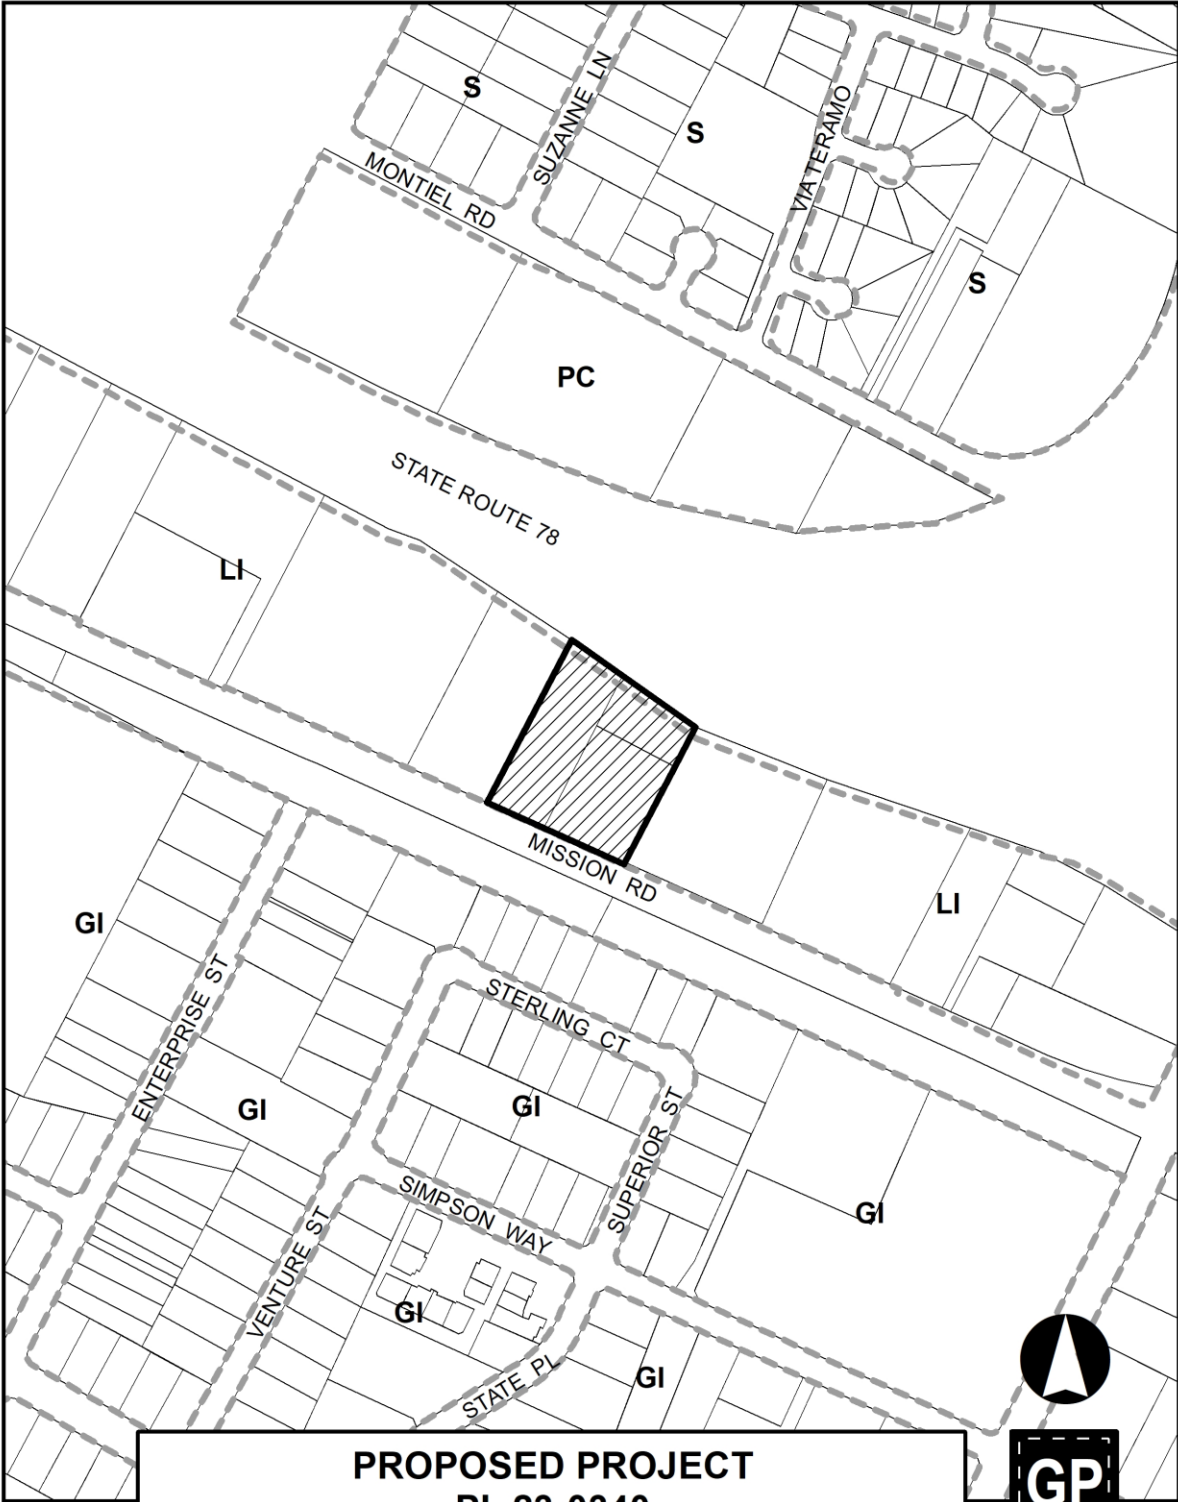 S
SUZANNE LN
S
VIA TERAMO
MONTIEL RD
S
PC
STATE ROUTE 78
LI
MISSION RD
LI
GI
ENTERPRISE ST
STERLING CT
GI
GI
SUPERIOR ST
SIMPSON WAY
GI
VENTURE ST
GI
STATE PL
GI
PROPOSED PROJECT
GP